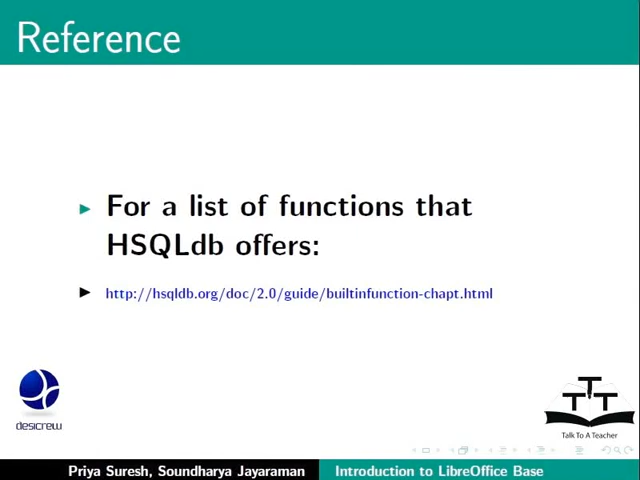 Reference
For a list of functions that
HSQLdb offers:
http://hsqldb.org/doc/2.0/guide/builtinfunction-chapt.html
desicrew
T T T
Talk To A Teacher
Priya Suresh, Soundharya Jayaraman Introduction to LibreOffice Base